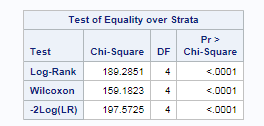 Test of Equality over Strata
Test Chi-Square DF Pr > Chi-Square
Log-Rank 189.2851 4 <.0001
Wilcoxon 159.1823 4 <.0001
-2Log(LR) 197.5725 4 <.0001